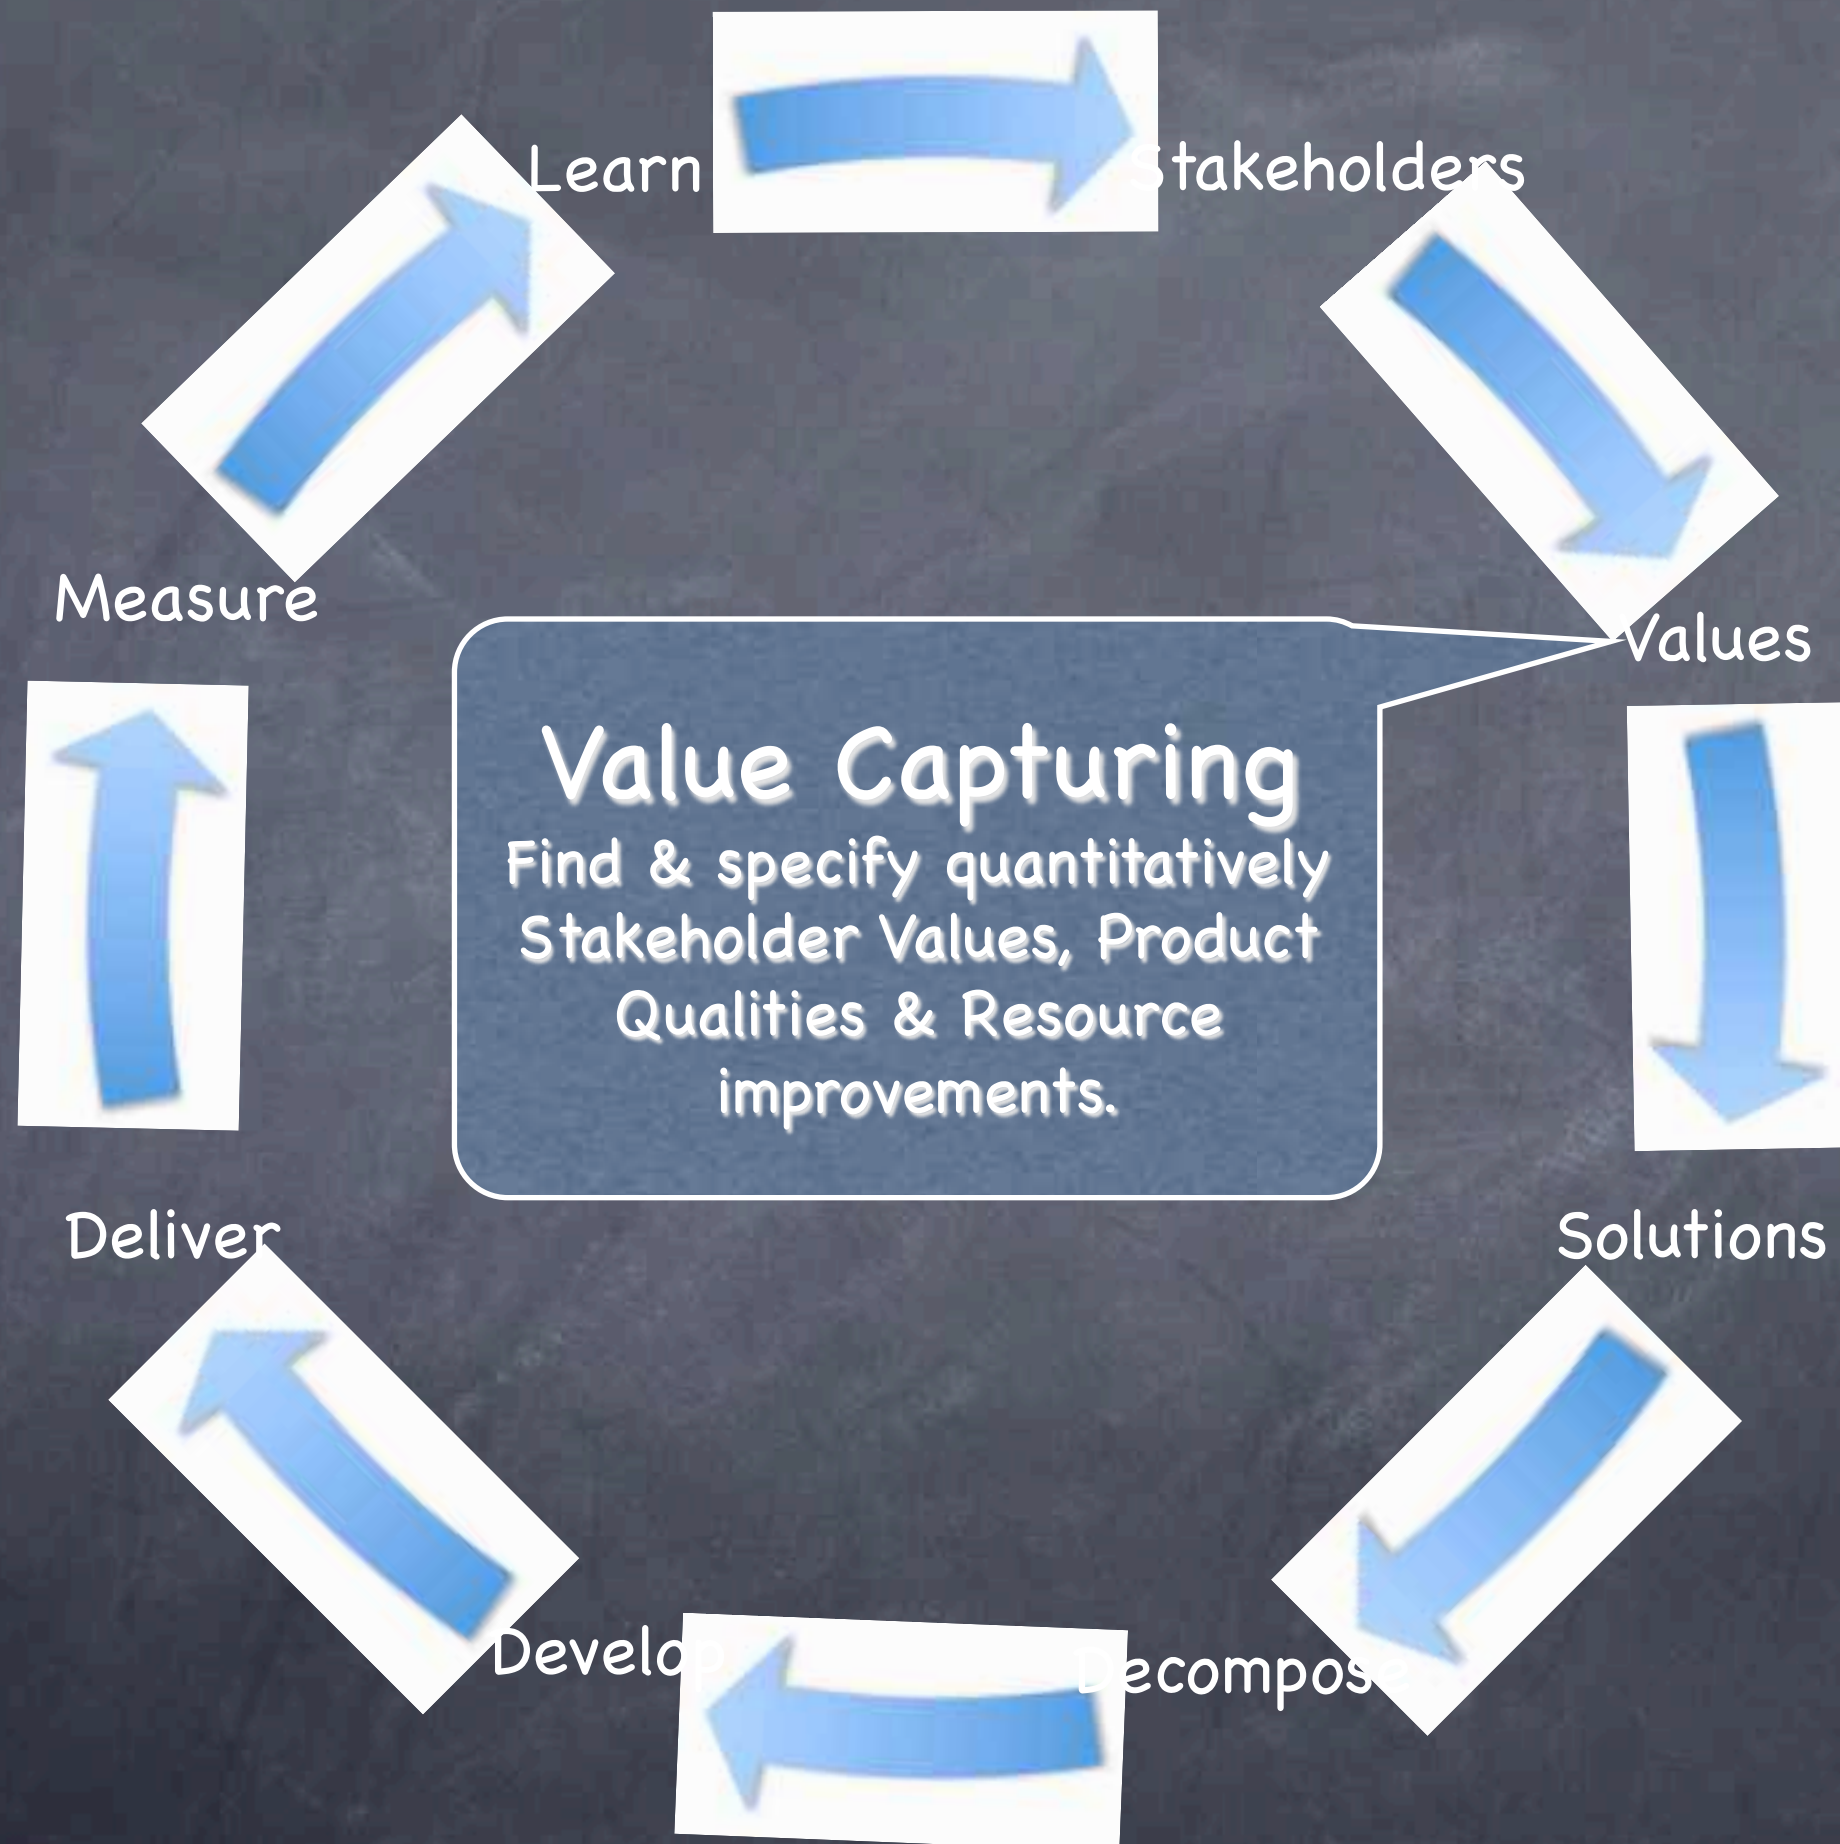 Learn
Stakeholders
Measure
Values
Value Capturing
Find & specify quantitatively
Stakeholder Values, Product
Qualities & Resource
improvements.
Deliver
Solutions
Develop
Decompose